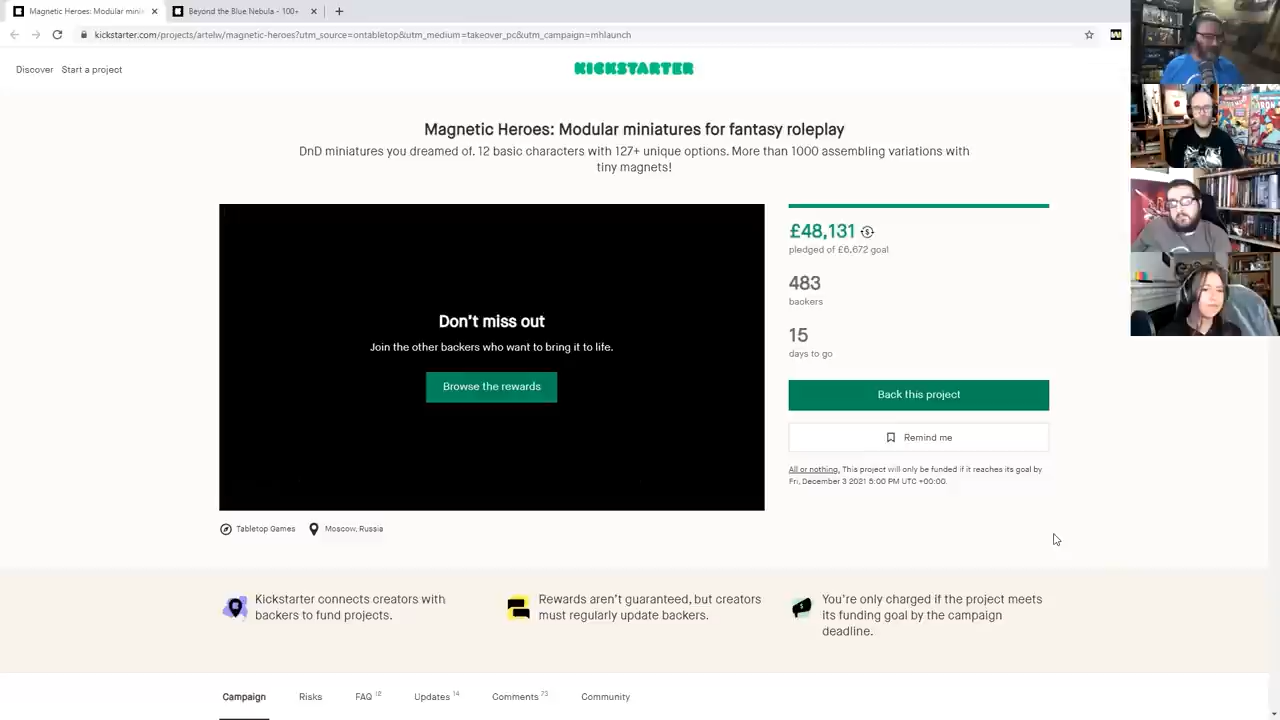 Magnetic Heroes: Modular mini
Beyond the Blue Nebula - 100+
kickstarter.com/projects/artelw/magnetic-heroes?utm_source=ontabletop&utm_medium=takeover_pc&utm_campaign=mhlaunch
Discover Start a project
KICKSTARTER
Magnetic Heroes: Modular miniatures for fantasy roleplay
DnD miniatures you dreamed of. 12 basic characters with 127+ unique options. More than 1000 assembling variations with
tiny magnets!
Don't miss out
Join the other backers who want to bring it to life.
Browse the rewards
£48,131
pledged of £6,672 goal
483
backers
15
days to go
Back this project
Remind me
All or nothing. This project will only be funded if it reaches its goal by
Fri, December 3 2021 5:00 PM UTC +00:00.
Tabletop Games Moscow, Russia
Kickstarter connects creators with
backers to fund projects.
Rewards aren't guaranteed, but creators
must regularly update backers.
You're only charged if the project meets
its funding goal by the campaign
deadline.
Campaign Risks FAQ 12 Updates 14 Comments 73 Community